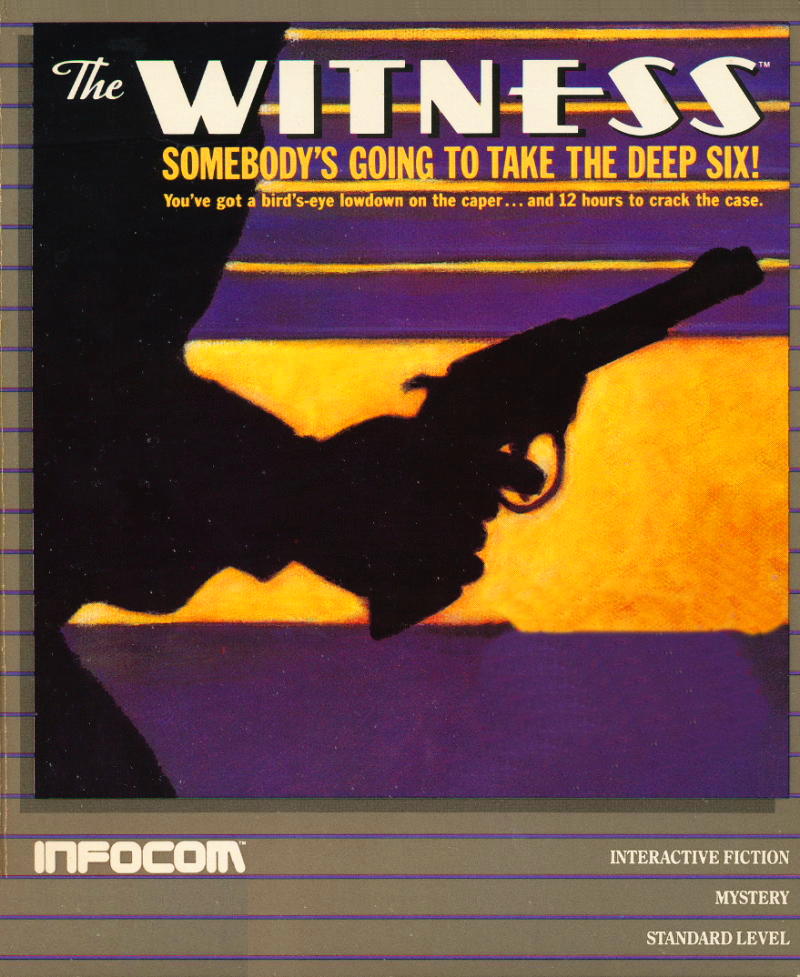 The WITNESS™
SOMEBODY'S GOING TO TAKE THE DEEP SIX!
You've got a bird's-eye lowdown on the caper...and 12 hours to crack the case.
INFOCOM™
INTERACTIVE FICTION
MYSTERY
STANDARD LEVEL